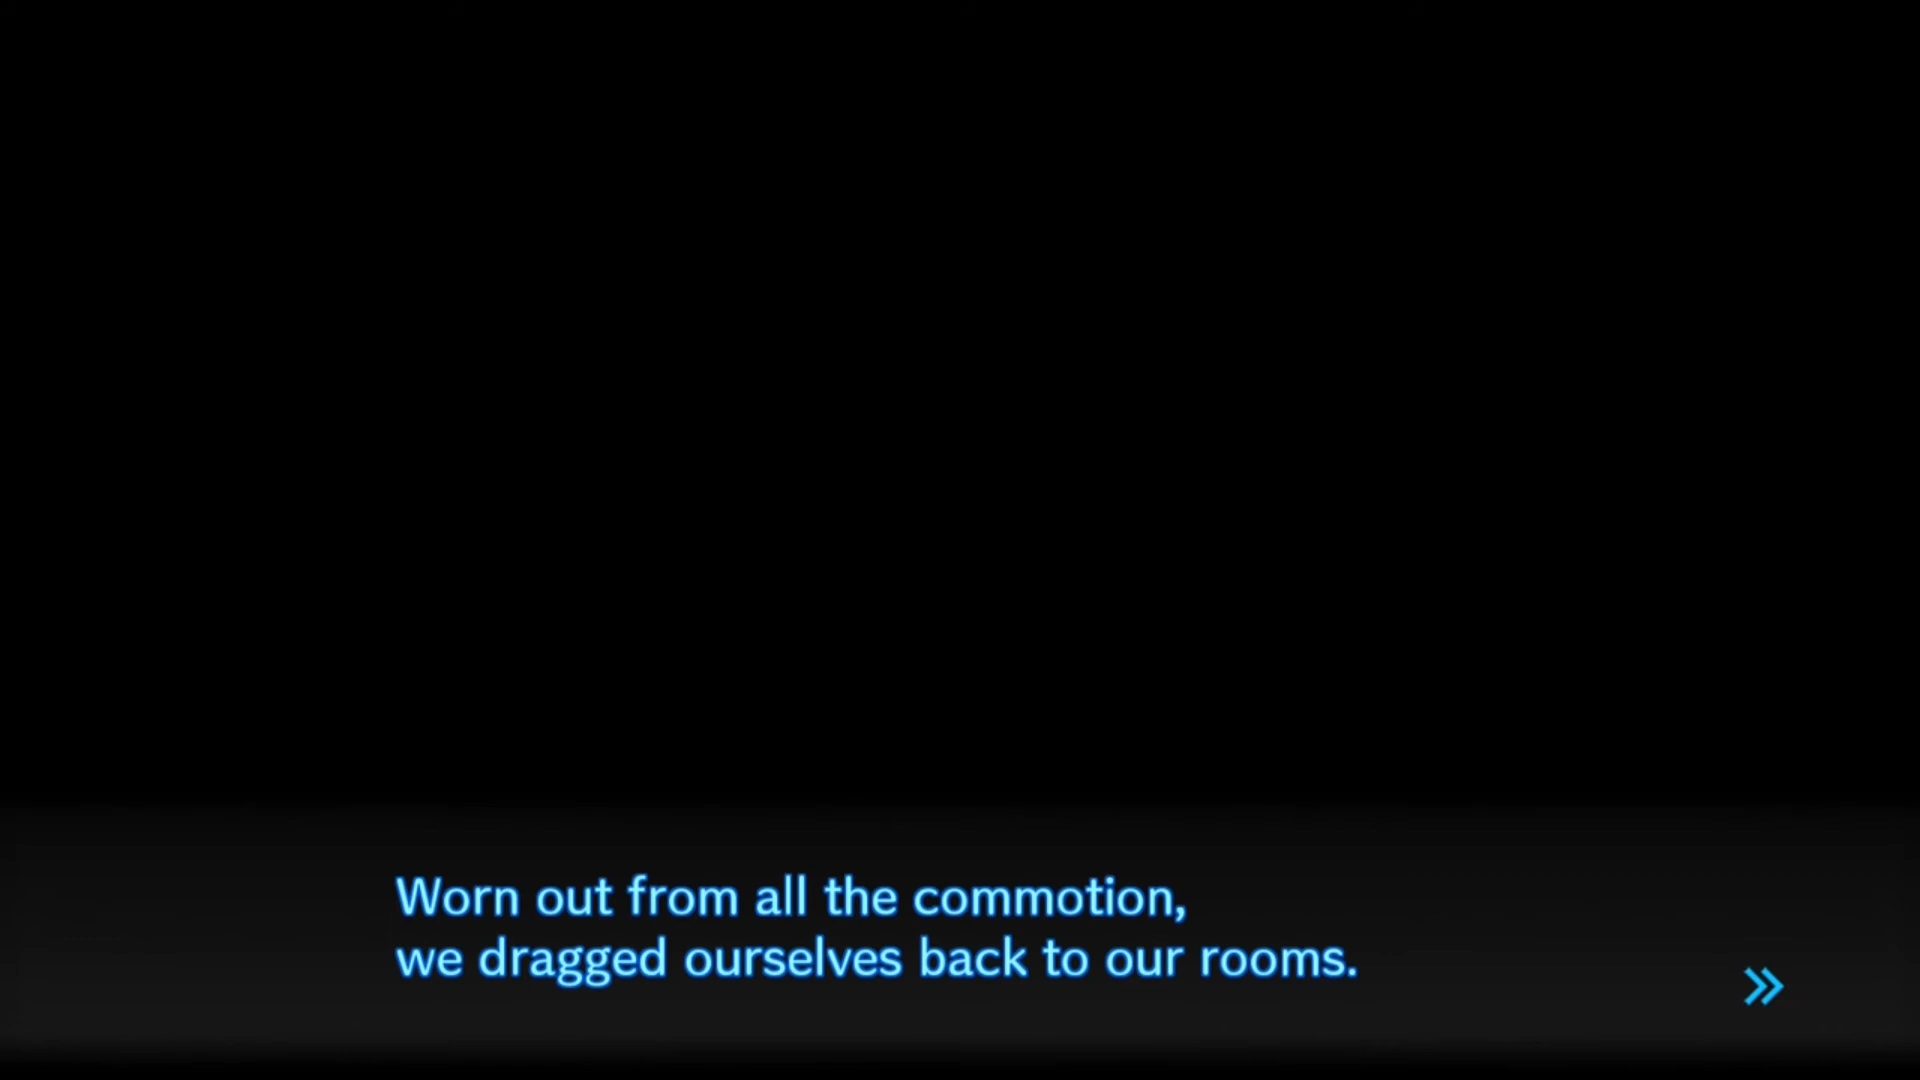 Worn out from all the commotion,
we dragged ourselves back to our rooms.